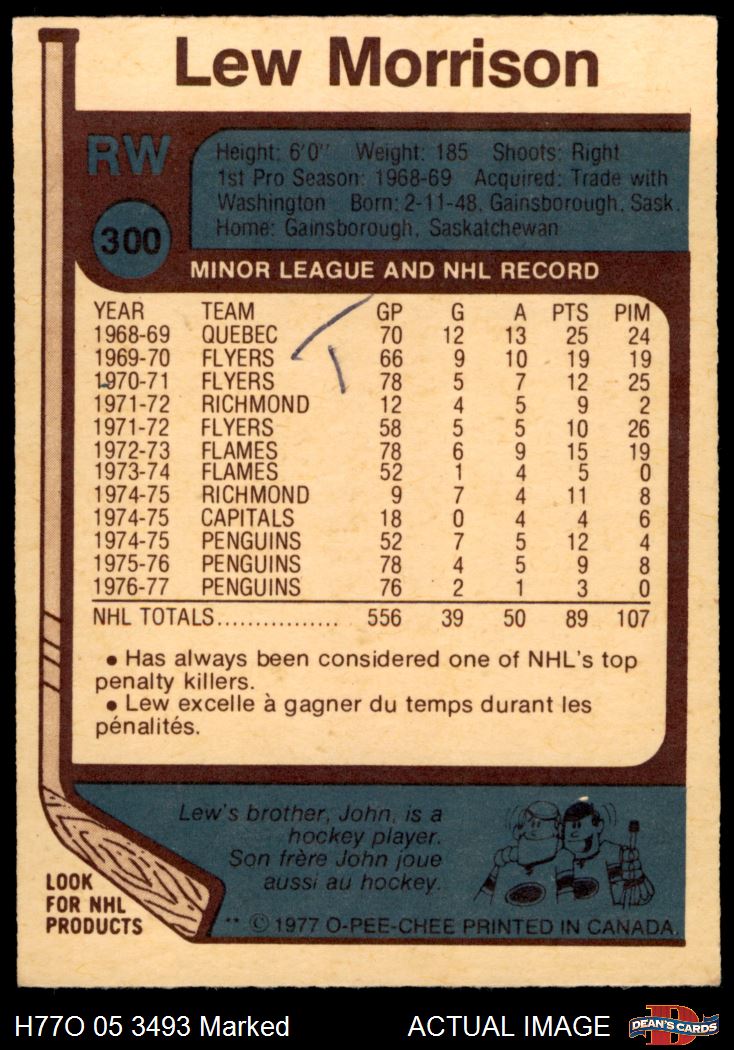 Lew Morrison
RW
300
Height: 6'0" Weight: 185 Shoots: Right
1st Pro Season: 1968-69 Acquired: Trade with
Washington Born: 2-11-48, Gainsborough, Sask.
Home: Gainsborough, Saskatchewan
MINOR LEAGUE AND NHL RECORD
YEAR TEAM GP G A PTS PIM
1968-69 QUEBEC 70 12 13 25 24
1969-70 FLYERS 66 9 10 19 19
1970-71 FLYERS 78 5 7 12 25
1971-72 RICHMOND 12 4 5 9 2
1971-72 FLYERS 58 5 5 10 26
1972-73 FLAMES 78 6 9 15 19
1973-74 FLAMES 52 1 4 5 0
1974-75 RICHMOND 9 7 4 11 8
1974-75 CAPITALS 18 0 4 4 6
1974-75 PENGUINS 52 7 5 12 4
1975-76 PENGUINS 78 4 5 9 8
1976-77 PENGUINS 76 2 1 3 0
NHL TOTALS................ 556 39 50 89 107
• Has always been considered one of NHL's top
penalty killers.
• Lew excelle à gagner du temps durant les
pénalités.
Lew's brother, John, is a
hockey player.
Son frère John joue
aussi au hockey.
LOOK
FOR NHL
PRODUCTS
** © 1977 O-PEE-CHEE PRINTED IN CANADA.
H77O 05 3493 Marked ACTUAL IMAGE DEAN'S CARDS